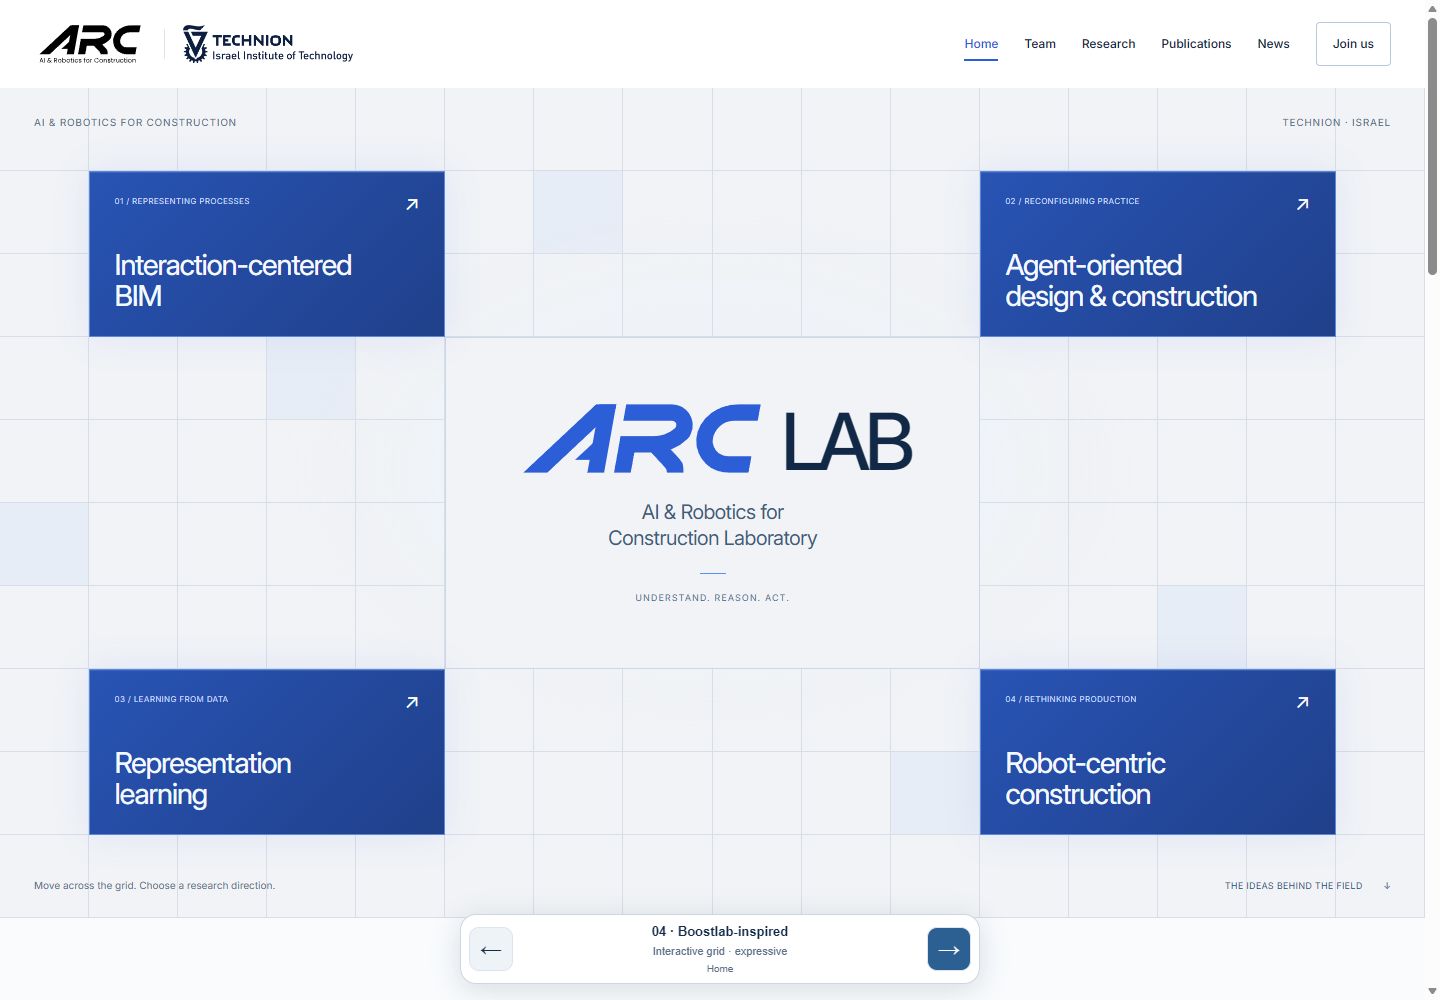 ARC
AI & Robotics for Construction
TECHNION
Israel Institute of Technology
Home
Team
Research
Publications
News
Join us
AI & ROBOTICS FOR CONSTRUCTION
TECHNION · ISRAEL
01 / REPRESENTING PROCESSES
Interaction-centered
BIM
02 / RECONFIGURING PRACTICE
Agent-oriented
design & construction
ARC LAB
AI & Robotics for
Construction Laboratory
UNDERSTAND. REASON. ACT.
03 / LEARNING FROM DATA
Representation
learning
04 / RETHINKING PRODUCTION
Robot-centric
construction
Move across the grid. Choose a research direction.
THE IDEAS BEHIND THE FIELD ↓
04 · Boostlab-inspired
Interactive grid · expressive
Home